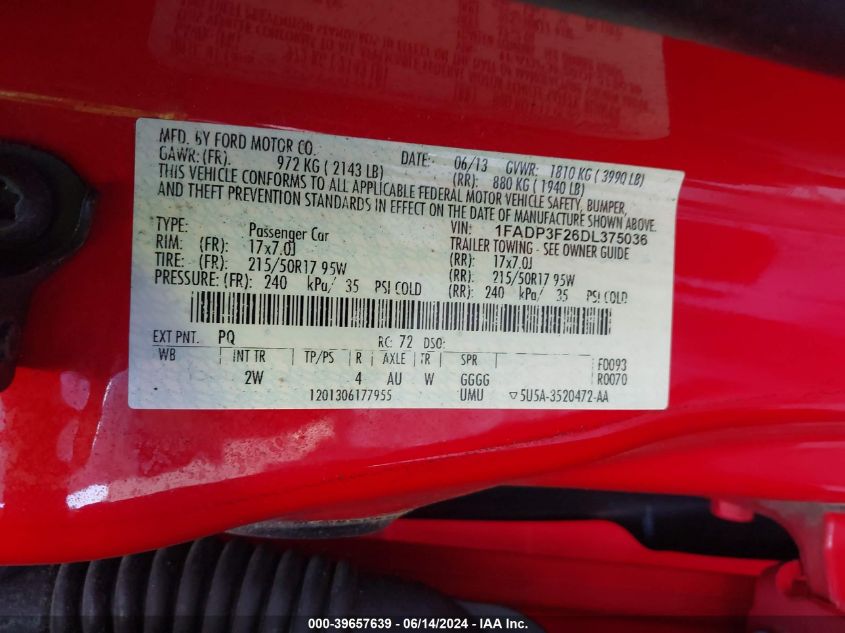 MFD. BY FORD MOTOR CO.
DATE: 06/13 GVWR: 1810 KG ( 3990 LB)
GAWR: (FR). 972 KG ( 2143 LB) (RR): 880 KG ( 1940 LB)
THIS VEHICLE CONFORMS TO ALL APPLICABLE FEDERAL MOTOR VEHICLE SAFETY, BUMPER,
AND THEFT PREVENTION STANDARDS IN EFFECT ON THE DATE OF MANUFACTURE SHOWN ABOVE.
VIN: 1FADP3F26DL375036
TYPE: Passenger Car TRAILER TOWING - SEE OWNER GUIDE
RIM: (FR): 17x7.0J (RR): 17x7.0J
TIRE: (FR): 215/50R17 95W (RR): 215/50R17 95W
PRESSURE: (FR): 240 kPa/ 35 PSI COLD (RR): 240 kPa/ 35 PSI COLD
EXT PNT. PQ RC: 72 DSO:
WB INT TR TP/PS R AXLE TR SPR F0093
2W 4 AU W GGGG R0070
1201306177955 UMU ▽5U5A-3520472-AA
000-39657639 - 06/14/2024 - IAA Inc.